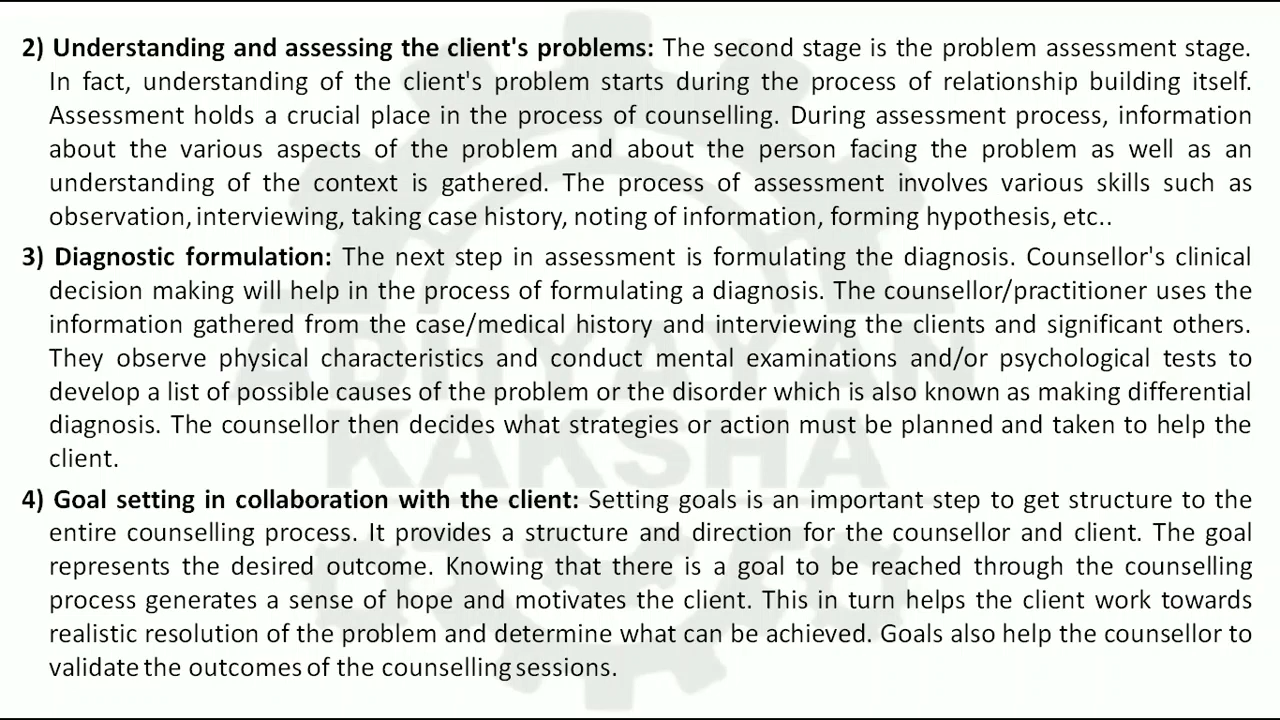 2) Understanding and assessing the client's problems: The second stage is the problem assessment stage.
In fact, understanding of the client's problem starts during the process of relationship building itself.
Assessment holds a crucial place in the process of counselling. During assessment process, information
about the various aspects of the problem and about the person facing the problem as well as an
understanding of the context is gathered. The process of assessment involves various skills such as
observation, interviewing, taking case history, noting of information, forming hypothesis, etc..
3) Diagnostic formulation: The next step in assessment is formulating the diagnosis. Counsellor's clinical
decision making will help in the process of formulating a diagnosis. The counsellor/practitioner uses the
information gathered from the case/medical history and interviewing the clients and significant others.
They observe physical characteristics and conduct mental examinations and/or psychological tests to
develop a list of possible causes of the problem or the disorder which is also known as making differential
diagnosis. The counsellor then decides what strategies or action must be planned and taken to help the
client.
4) Goal setting in collaboration with the client: Setting goals is an important step to get structure to the
entire counselling process. It provides a structure and direction for the counsellor and client. The goal
represents the desired outcome. Knowing that there is a goal to be reached through the counselling
process generates a sense of hope and motivates the client. This in turn helps the client work towards
realistic resolution of the problem and determine what can be achieved. Goals also help the counsellor to
validate the outcomes of the counselling sessions.
ADHYAYAN
KAKSHA